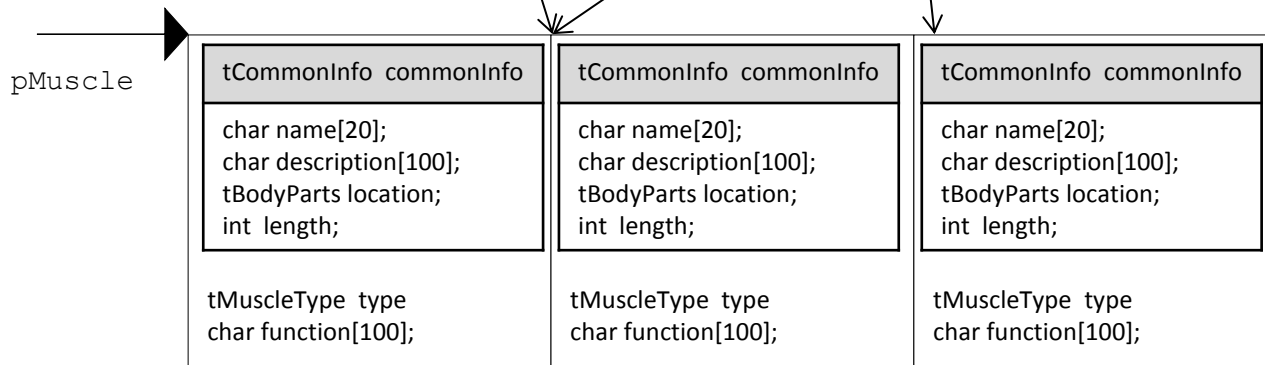 pMuscle
tCommonInfo commonInfo
char name[20];
char description[100];
tBodyParts location;
int length;
tMuscleType type
char function[100];
tCommonInfo commonInfo
char name[20];
char description[100];
tBodyParts location;
int length;
tMuscleType type
char function[100];
tCommonInfo commonInfo
char name[20];
char description[100];
tBodyParts location;
int length;
tMuscleType type
char function[100];